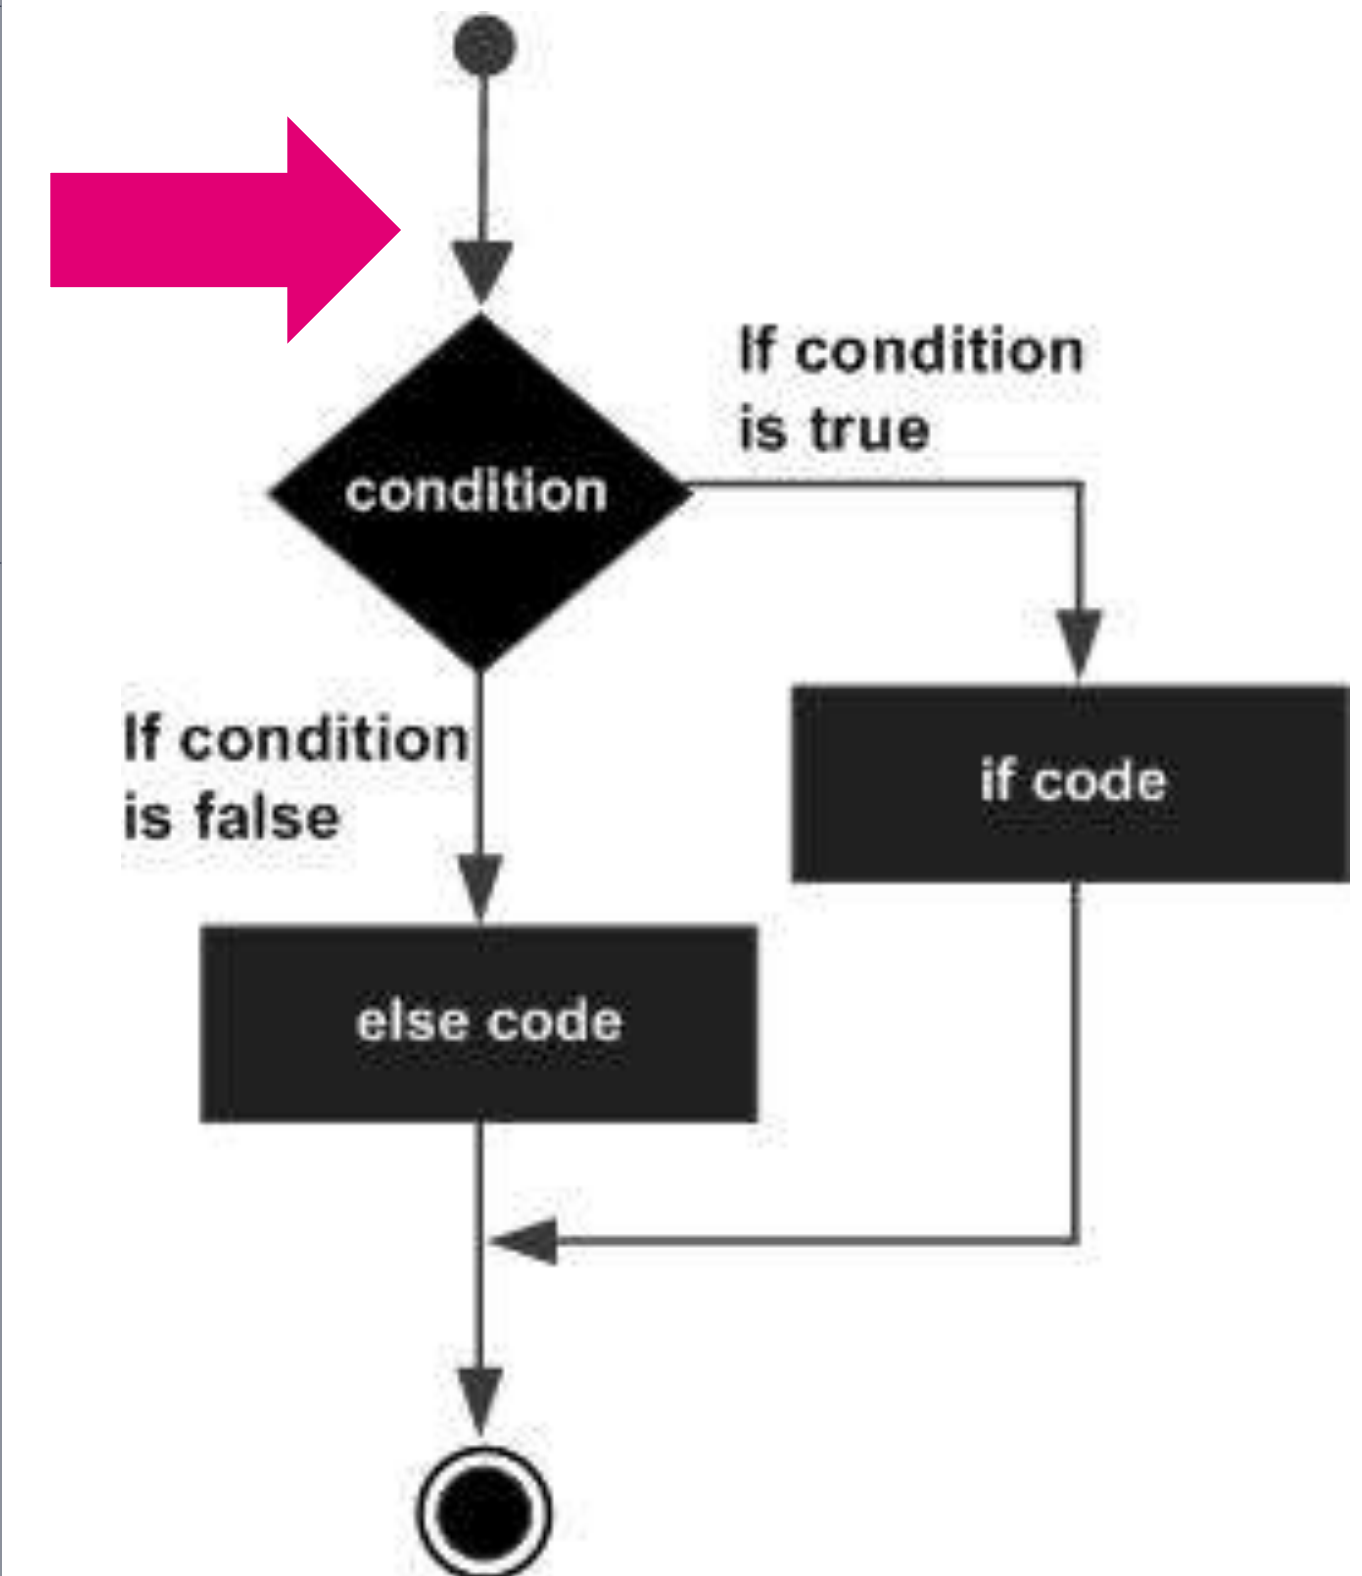 If condition
is true
condition
If condition
is false
if code
else code